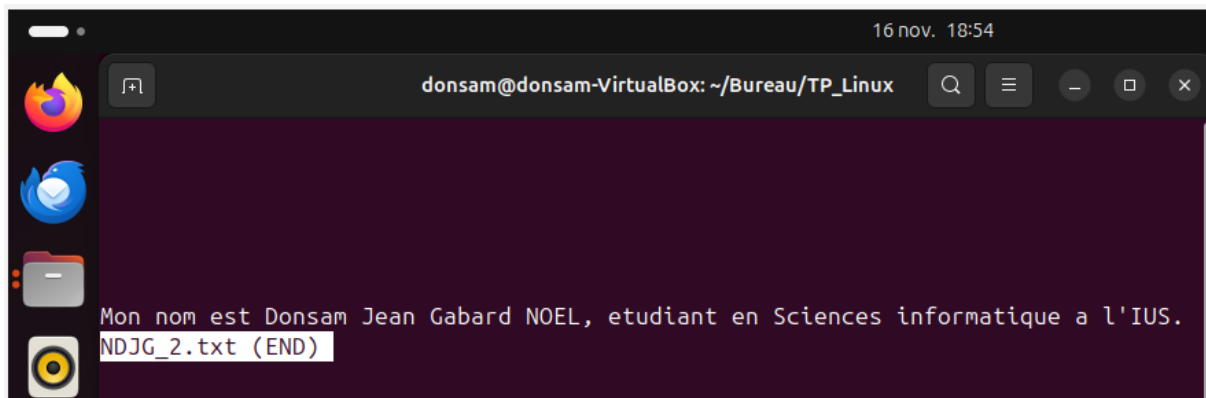 16 nov. 18:54
donsam@donsam-VirtualBox: ~/Bureau/TP_Linux
Mon nom est Donsam Jean Gabard NOEL, etudiant en Sciences informatique a l'IUS.
NDJG_2.txt (END)